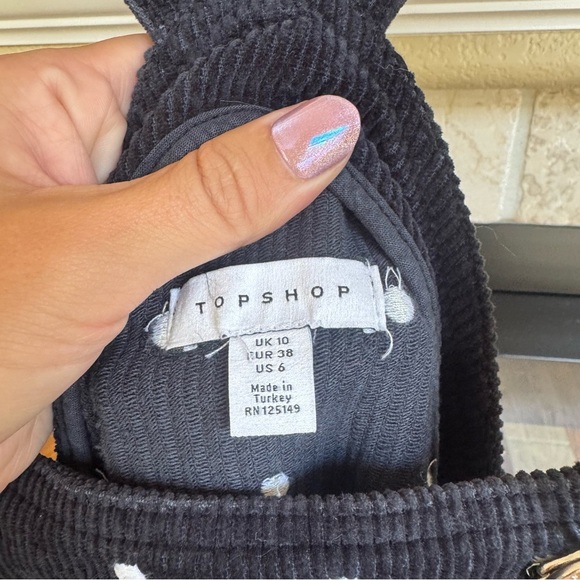 TOPSHOP
UK 10
EUR 38
US 6
Made in
Turkey
RN 125149